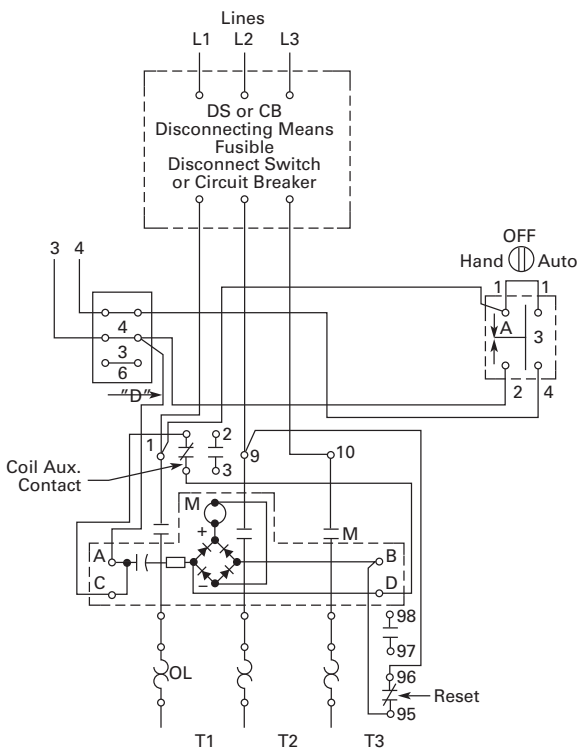 Lines
L1 L2 L3
DS or CB
Disconnecting Means
Fusible
Disconnect Switch
or Circuit Breaker
OFF
Hand Auto
3 4
1 1
4
A 3
3
6
2 4
"D"
1 2 9 10
3
Coil Aux.
Contact
M
+ M
A B
C D
–
98
97
OL 96
Reset
95
T1 T2 T3